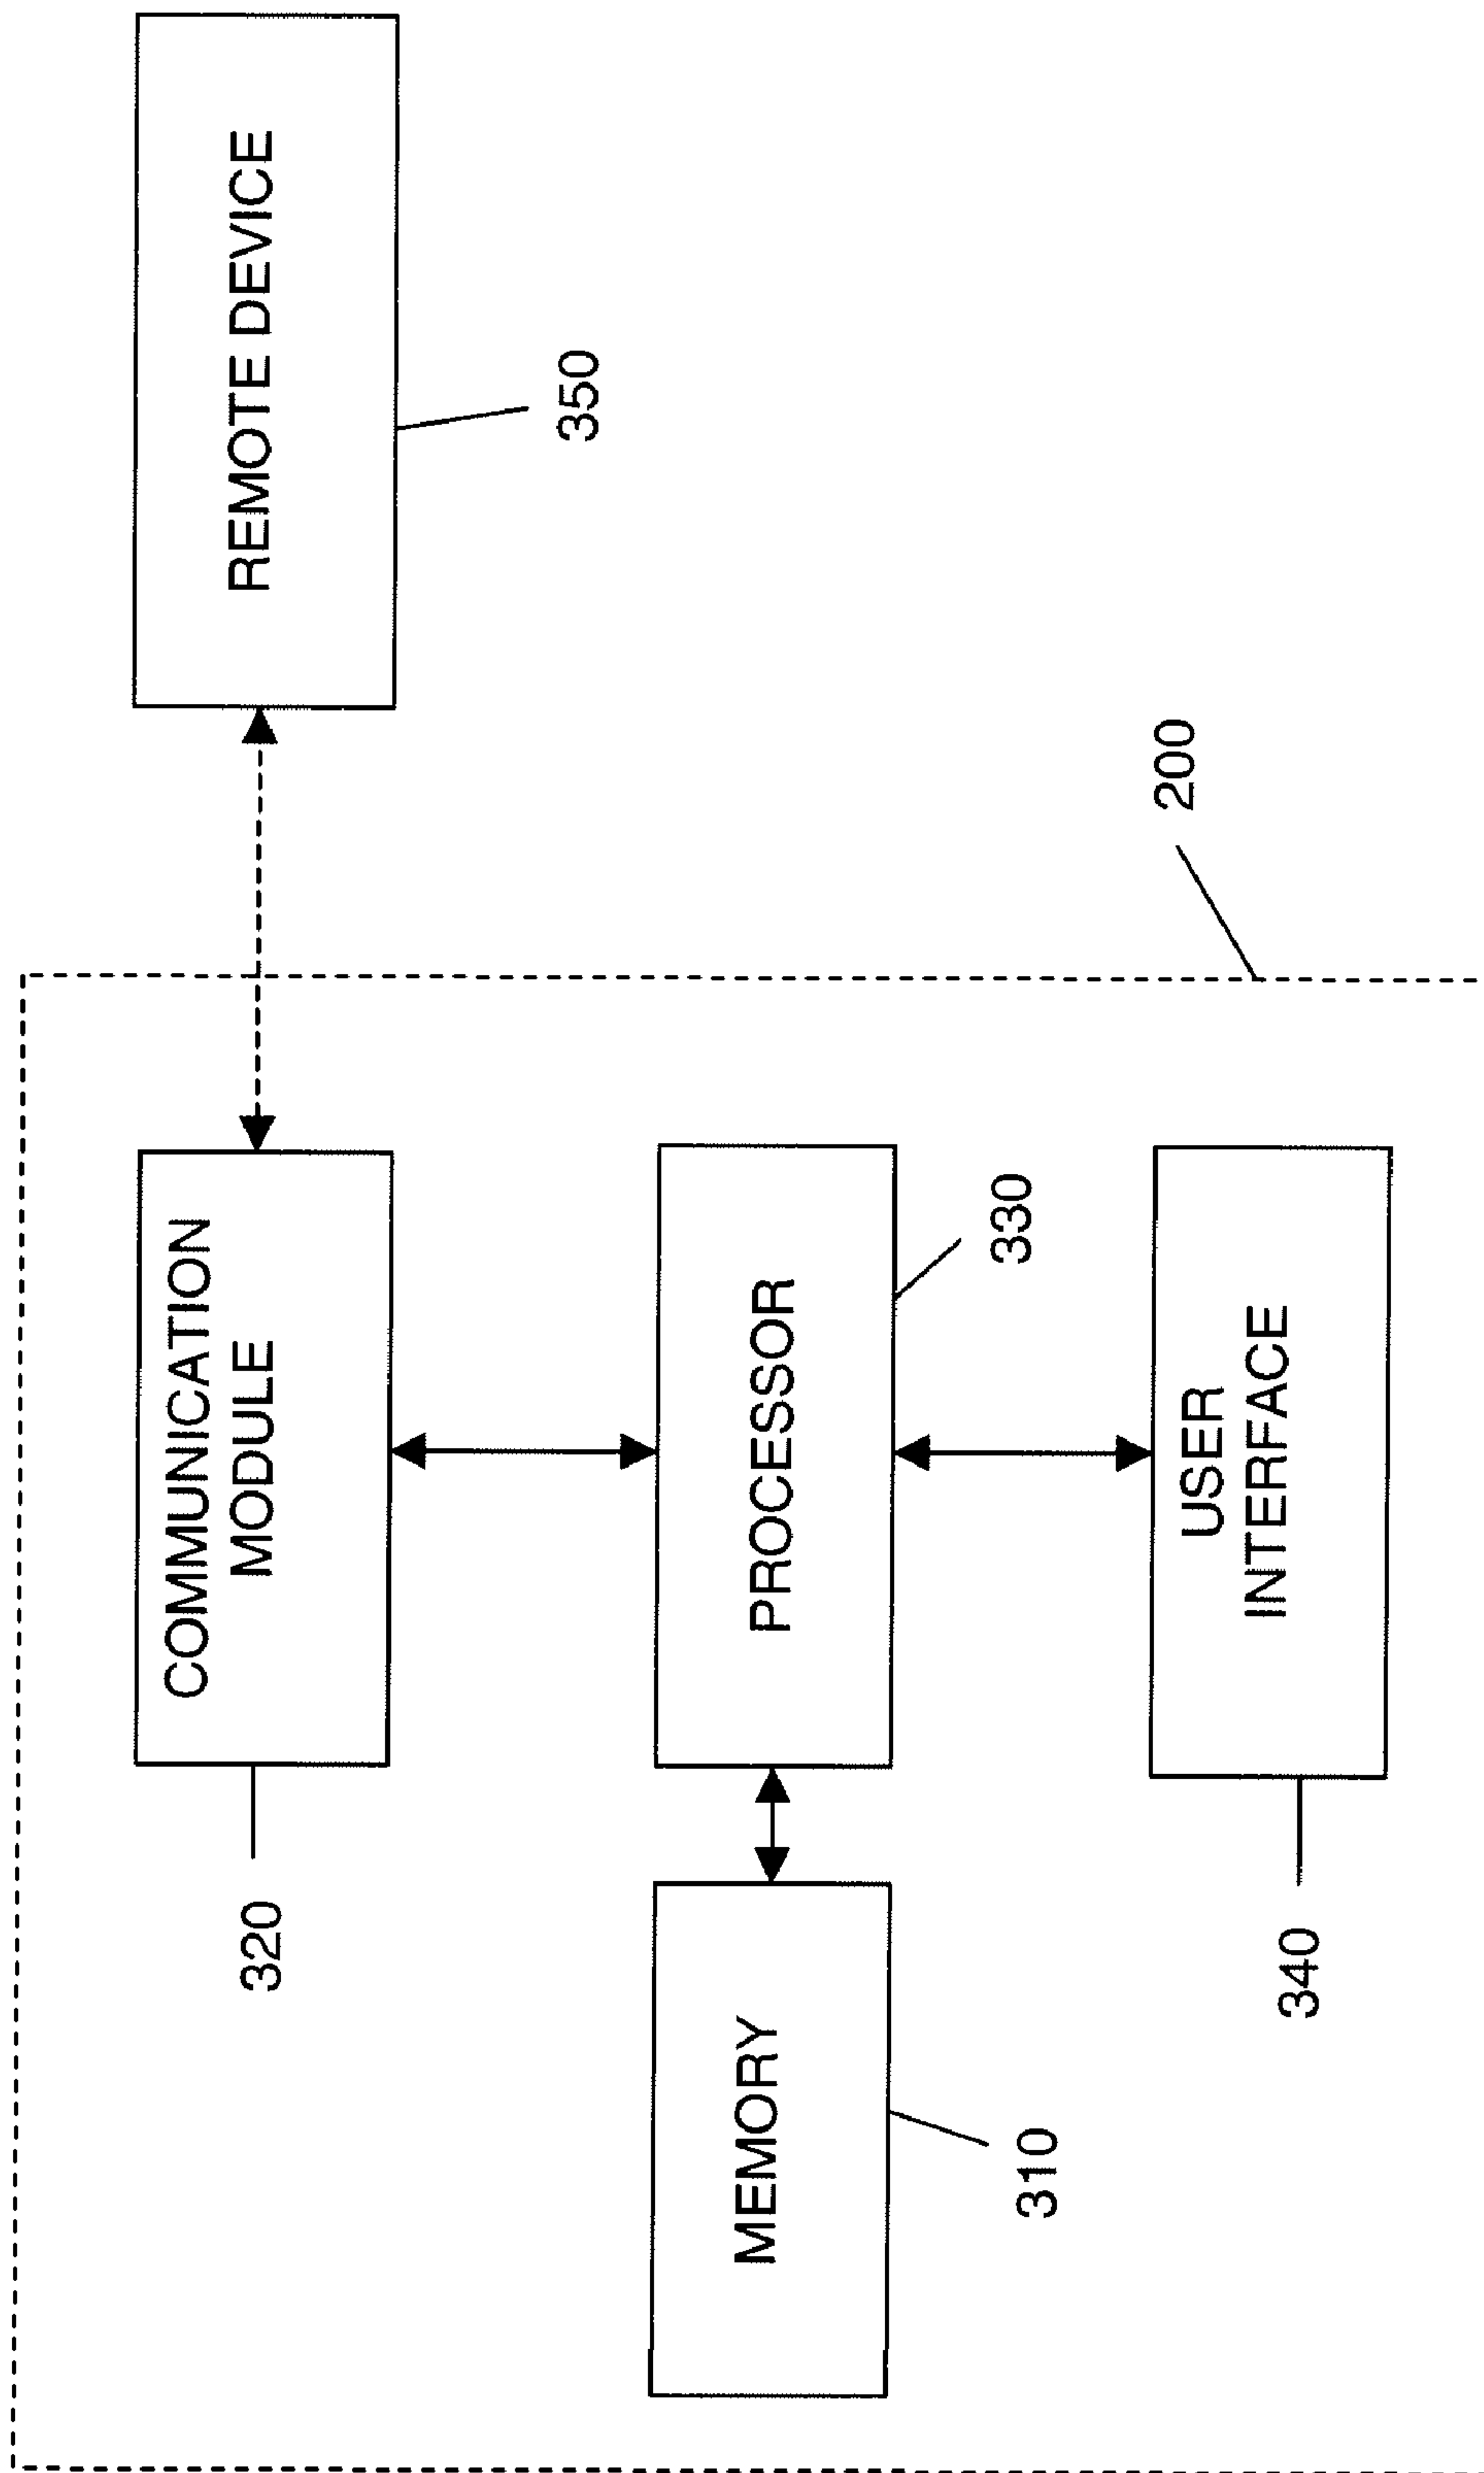 320
COMMUNICATION
MODULE
REMOTE DEVICE
350
MEMORY
310
PROCESSOR
330
200
USER
INTERFACE
340